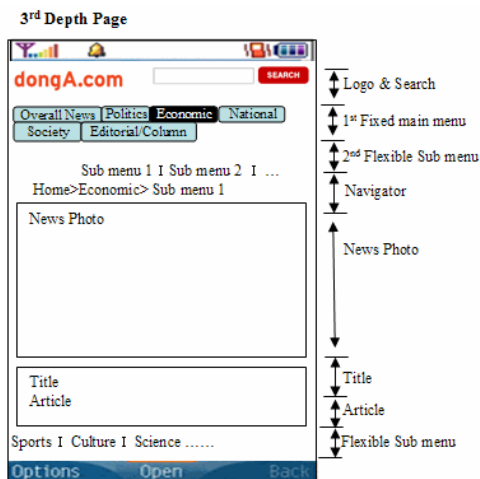 3rd Depth Page
dongA.com SEARCH
Logo & Search
Overall News Politics Economic National
1st Fixed main menu
Society Editorial/Column
2nd Flexible Sub menu
Sub menu 1 I Sub menu 2 I ...
Home>Economic> Sub menu 1
Navigator
News Photo
News Photo
Title
Title
Article
Article
Sports I Culture I Science ......
Flexible Sub menu
Options Open Back